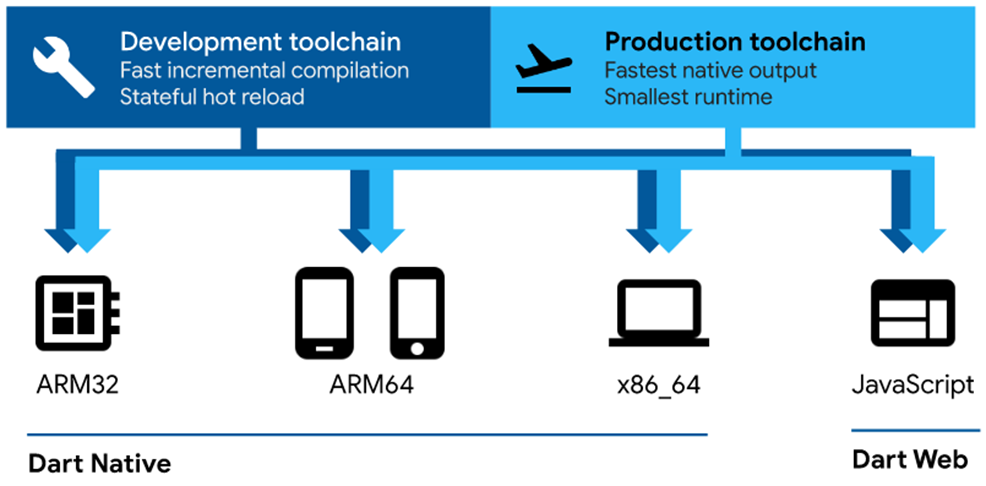 Development toolchain
Fast incremental compilation
Stateful hot reload
Production toolchain
Fastest native output
Smallest runtime
ARM32
ARM64
x86_64
JavaScript
Dart Native
Dart Web